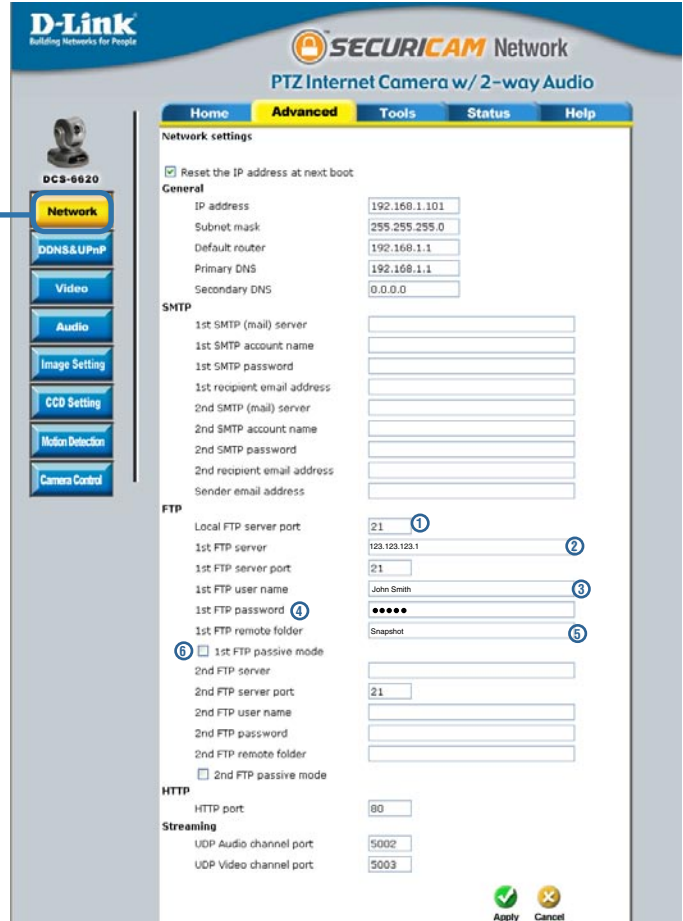 D-Link
Building Networks for People
SECURICAM Network
PTZ Internet Camera w/ 2-way Audio
Home Advanced Tools Status Help
DCS-6620
Network
DDNS&UPnP
Video
Audio
Image Setting
CCD Setting
Motion Detection
Camera Control
Network settings
Reset the IP address at next boot
General
IP address 192.168.1.101
Subnet mask 255.255.255.0
Default router 192.168.1.1
Primary DNS 192.168.1.1
Secondary DNS 0.0.0.0
SMTP
1st SMTP (mail) server
1st SMTP account name
1st SMTP password
1st recipient email address
2nd SMTP (mail) server
2nd SMTP account name
2nd SMTP password
2nd recipient email address
Sender email address
FTP
Local FTP server port 21 1
1st FTP server 123.123.123.1 2
1st FTP server port 21
1st FTP user name John Smith 3
1st FTP password 4 ●●●●●
1st FTP remote folder Snapshot 5
6 1st FTP passive mode
2nd FTP server
2nd FTP server port 21
2nd FTP user name
2nd FTP password
2nd FTP remote folder
2nd FTP passive mode
HTTP
HTTP port 80
Streaming
UDP Audio channel port 5002
UDP Video channel port 5003
Apply Cancel